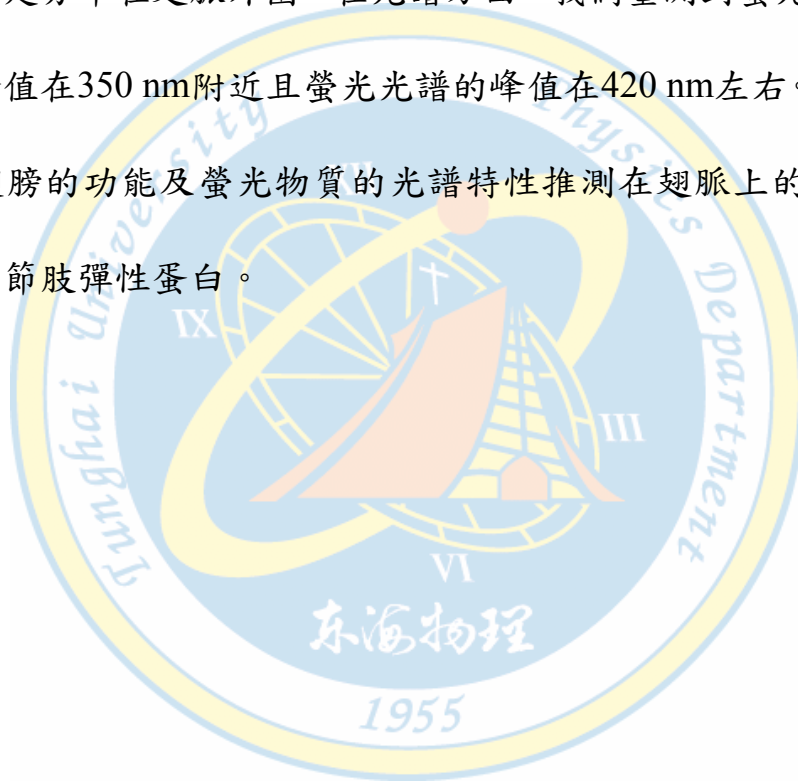 值在350 nm附近且螢光光譜的峰值在420 nm左右。
膀的功能及螢光物質的光譜特性推測在翅脈上的
節肢彈性蛋白。
Tunghai University Physics Department
XII
IX
III
VI
东海物理
1955